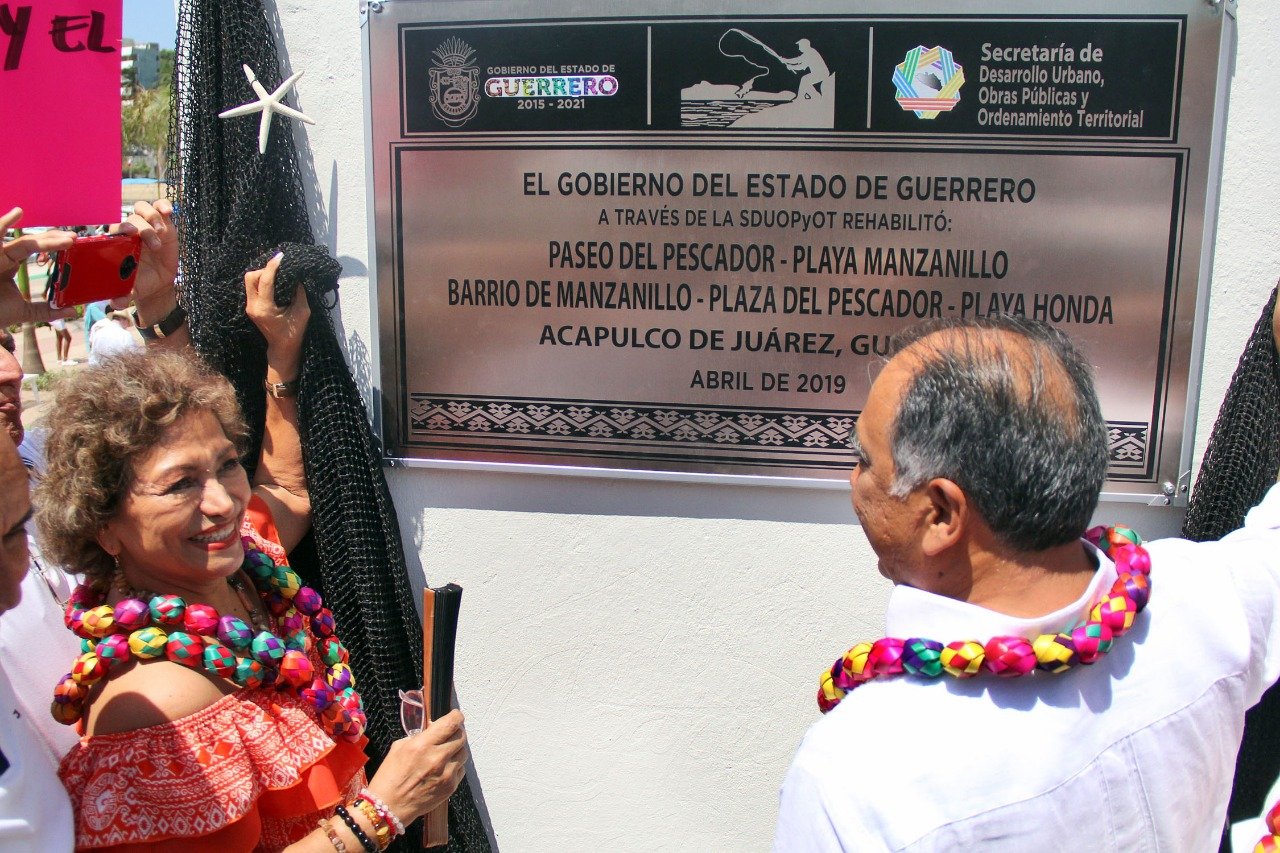 Y EL
GOBIERNO DEL ESTADO DE
GUERRERO
2015 - 2021
Secretaría de
Desarrollo Urbano,
Obras Públicas y
Ordenamiento Territorial
EL GOBIERNO DEL ESTADO DE GUERRERO
A TRAVÉS DE LA SDUOPyOT REHABILITÓ:
PASEO DEL PESCADOR - PLAYA MANZANILLO
BARRIO DE MANZANILLO - PLAZA DEL PESCADOR - PLAYA HONDA
ACAPULCO DE JUÁREZ, GU
ABRIL DE 2019